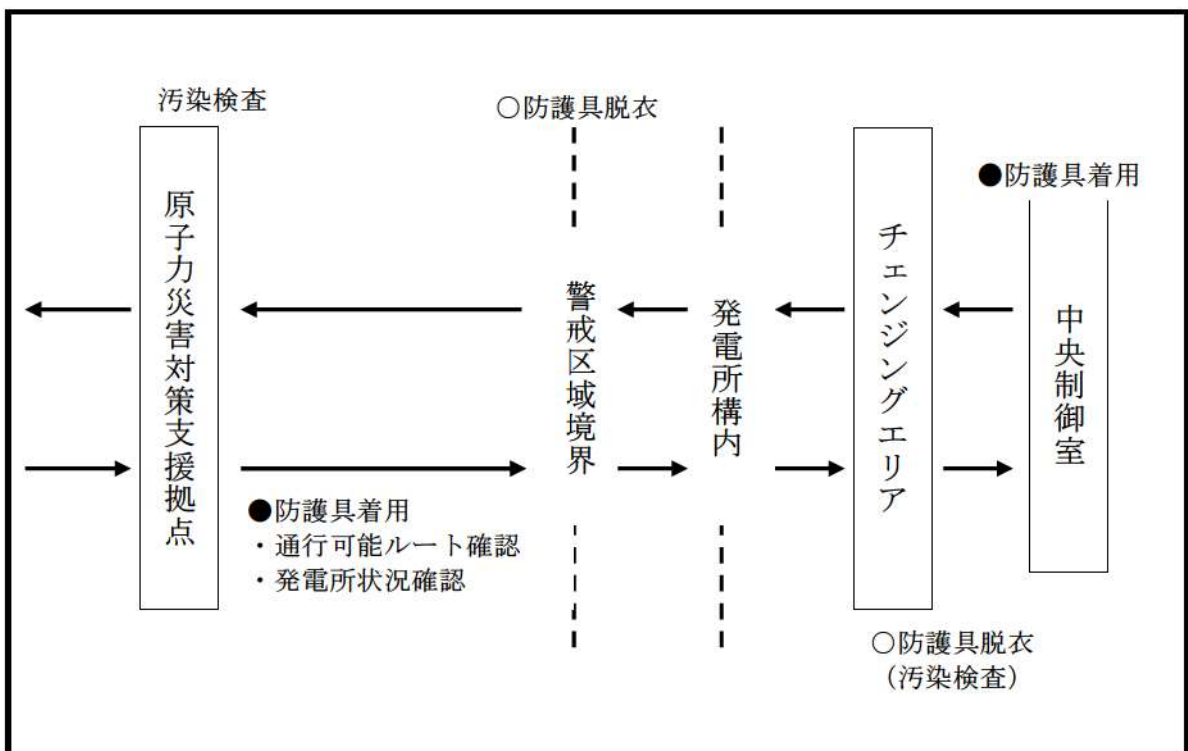 汚染検査
○防護具脱衣
●防護具着用
原子力災害対策支援拠点
警戒区域境界
発電所構内
チェンジングエリア
中央制御室
●防護具着用
・通行可能ルート確認
・発電所状況確認
○防護具脱衣
（汚染検査）